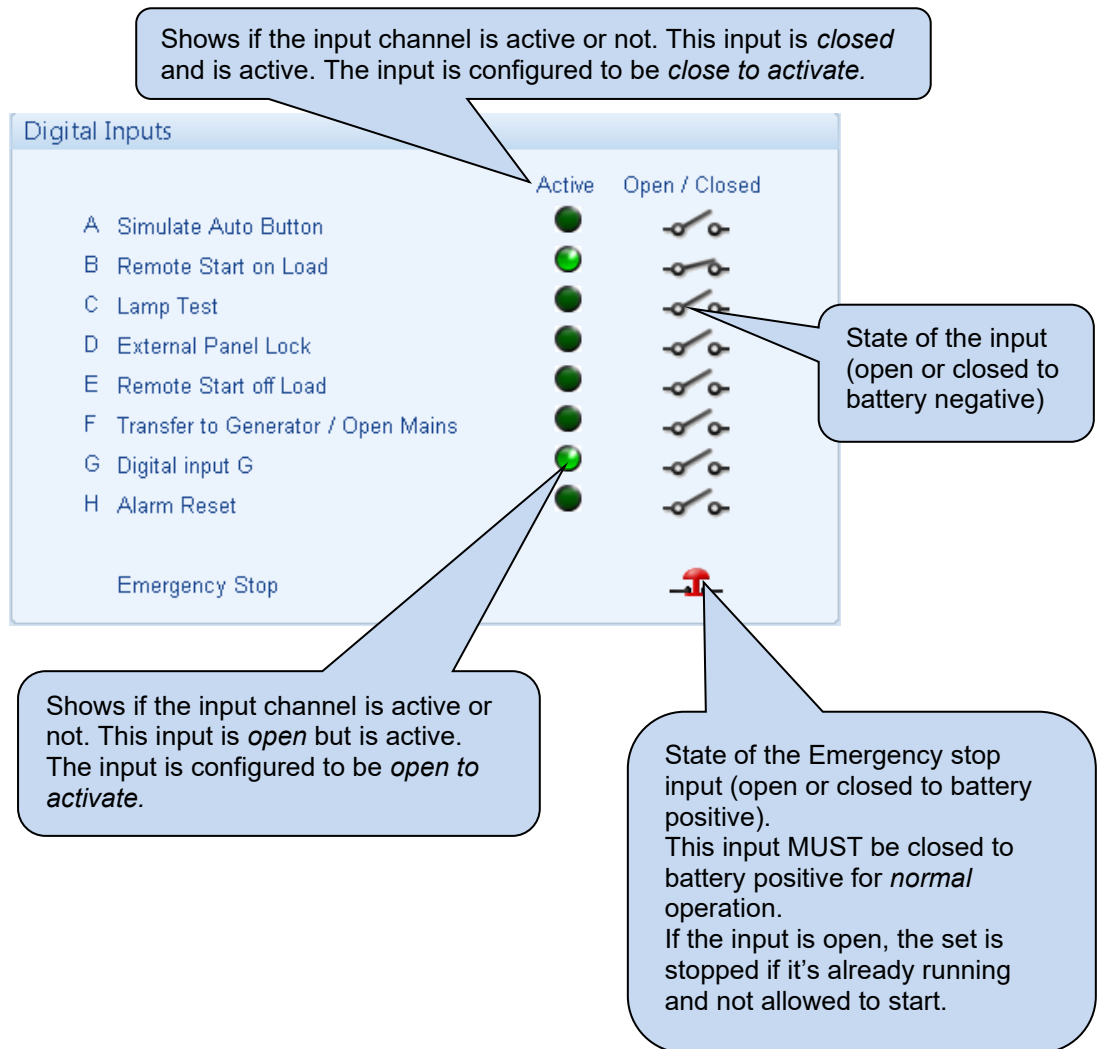 Shows if the input channel is active or not. This input is closed
and is active. The input is configured to be close to activate.
Digital Inputs
Active Open / Closed
A Simulate Auto Button
B Remote Start on Load
C Lamp Test
D External Panel Lock
E Remote Start off Load
F Transfer to Generator / Open Mains
G Digital input G
H Alarm Reset
Emergency Stop
State of the input
(open or closed to
battery negative)
Shows if the input channel is active or
not. This input is open but is active.
The input is configured to be open to
activate.
State of the Emergency stop
input (open or closed to battery
positive).
This input MUST be closed to
battery positive for normal
operation.
If the input is open, the set is
stopped if it’s already running
and not allowed to start.